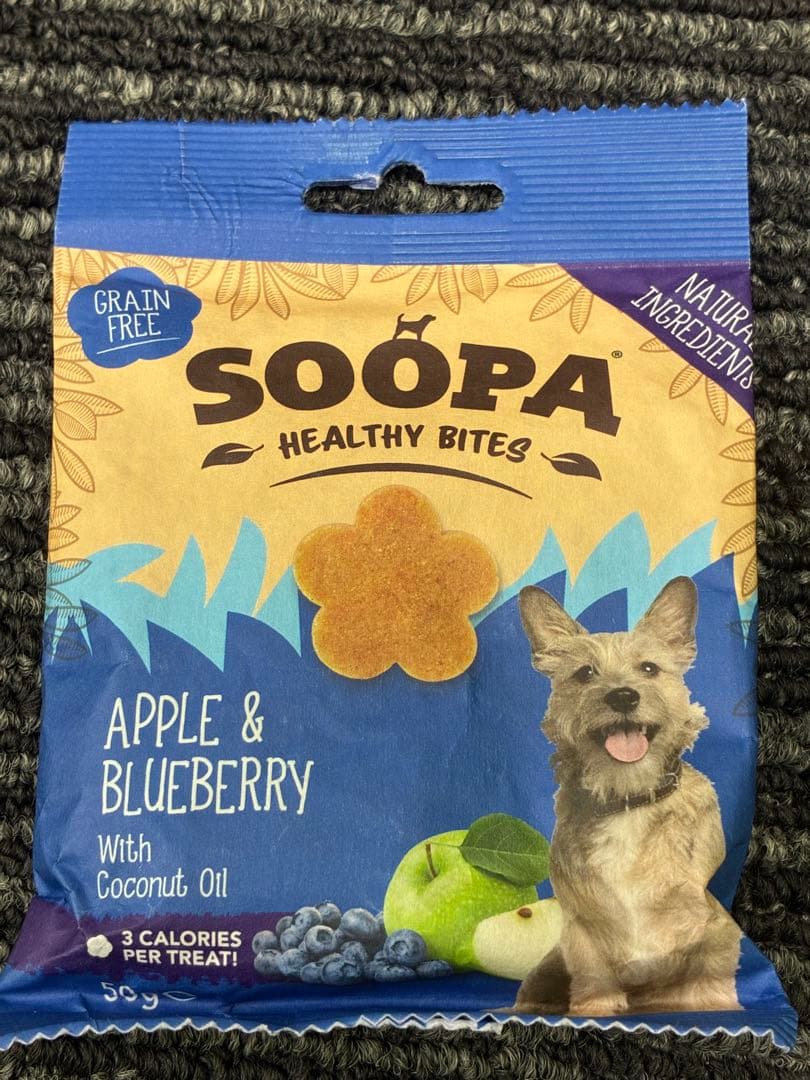 GRAIN
FREE
NATURAL
INGREDIENTS
SOOPA®
HEALTHY BITES
APPLE &
BLUEBERRY
With
Coconut Oil
3 CALORIES
PER TREAT!
50g e